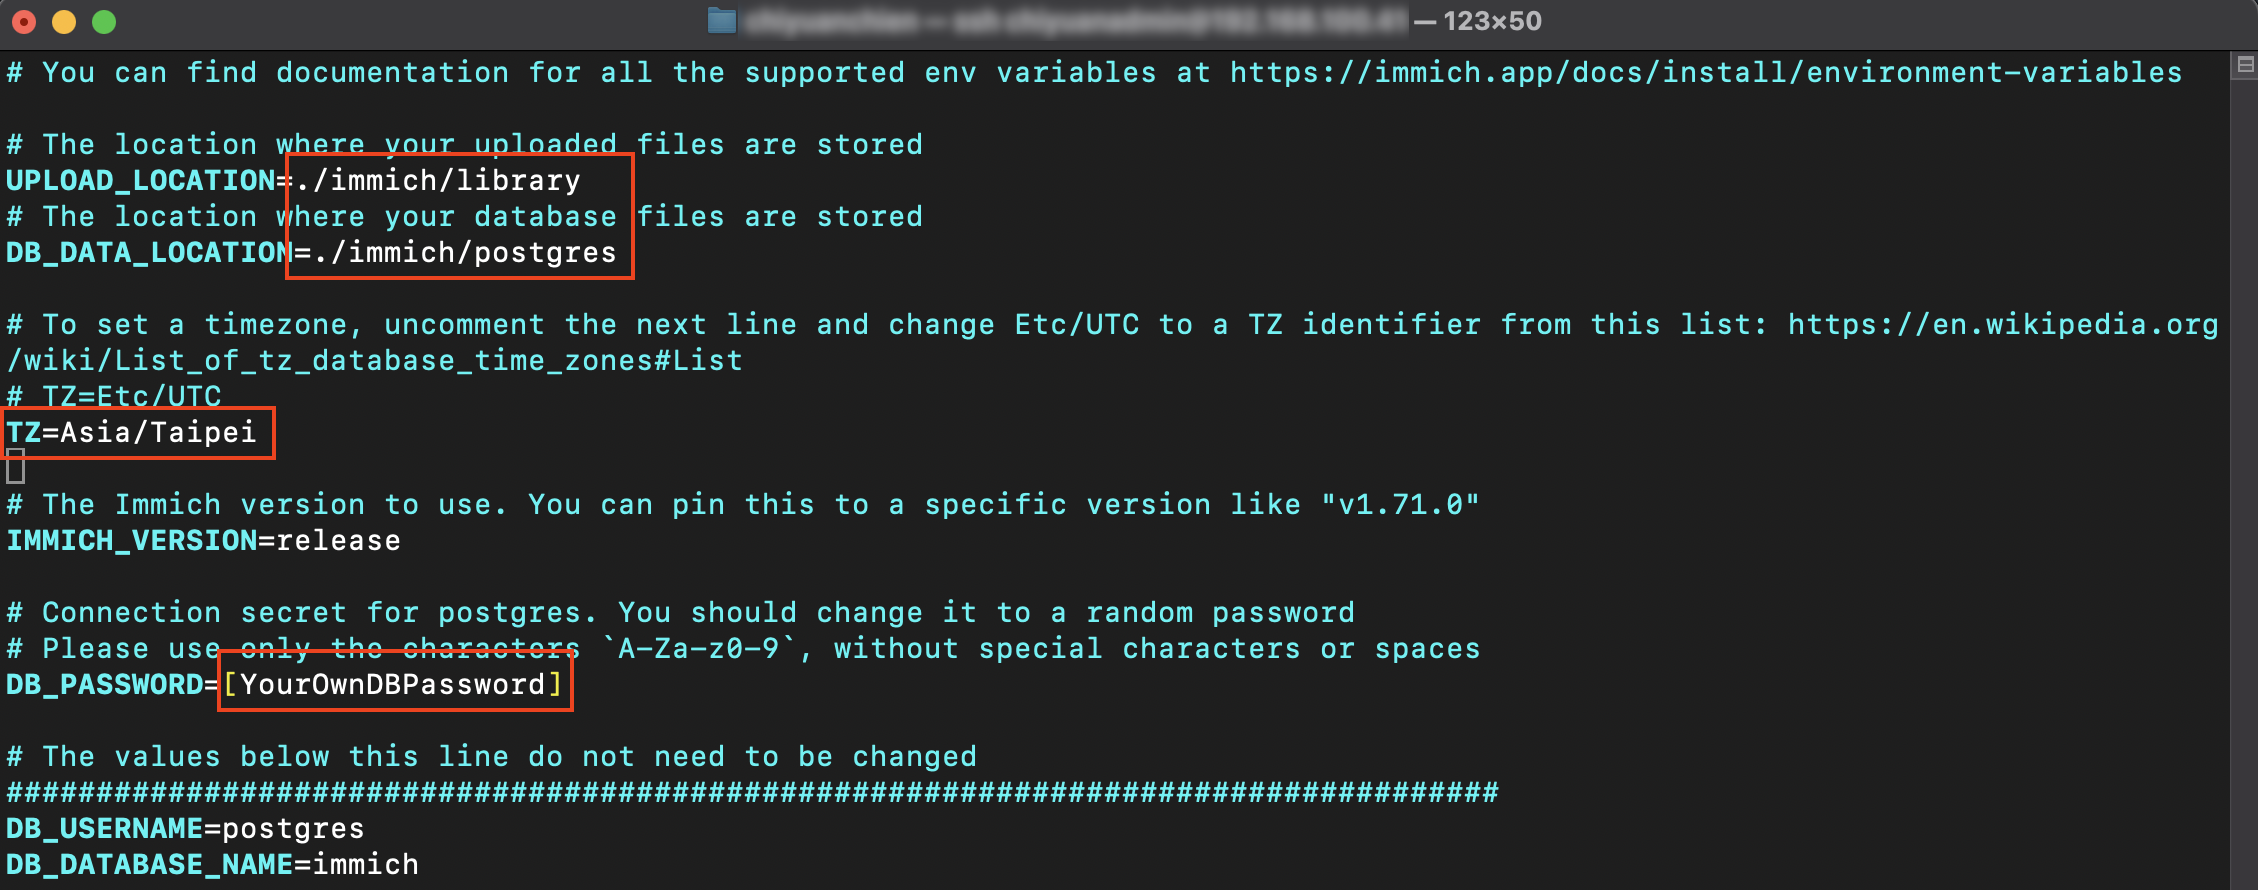 — 123×50
# You can find documentation for all the supported env variables at https://immich.app/docs/install/environment-variables
# The location where your uploaded files are stored
UPLOAD_LOCATION=./immich/library
# The location where your database files are stored
DB_DATA_LOCATION=./immich/postgres
# To set a timezone, uncomment the next line and change Etc/UTC to a TZ identifier from this list: https://en.wikipedia.org
/wiki/List_of_tz_database_time_zones#List
# TZ=Etc/UTC
TZ=Asia/Taipei
# The Immich version to use. You can pin this to a specific version like "v1.71.0"
IMMICH_VERSION=release
# Connection secret for postgres. You should change it to a random password
# Please use only the characters `A-Za-z0-9`, without special characters or spaces
DB_PASSWORD=[YourOwnDBPassword]
# The values below this line do not need to be changed
###################################################################################
DB_USERNAME=postgres
DB_DATABASE_NAME=immich